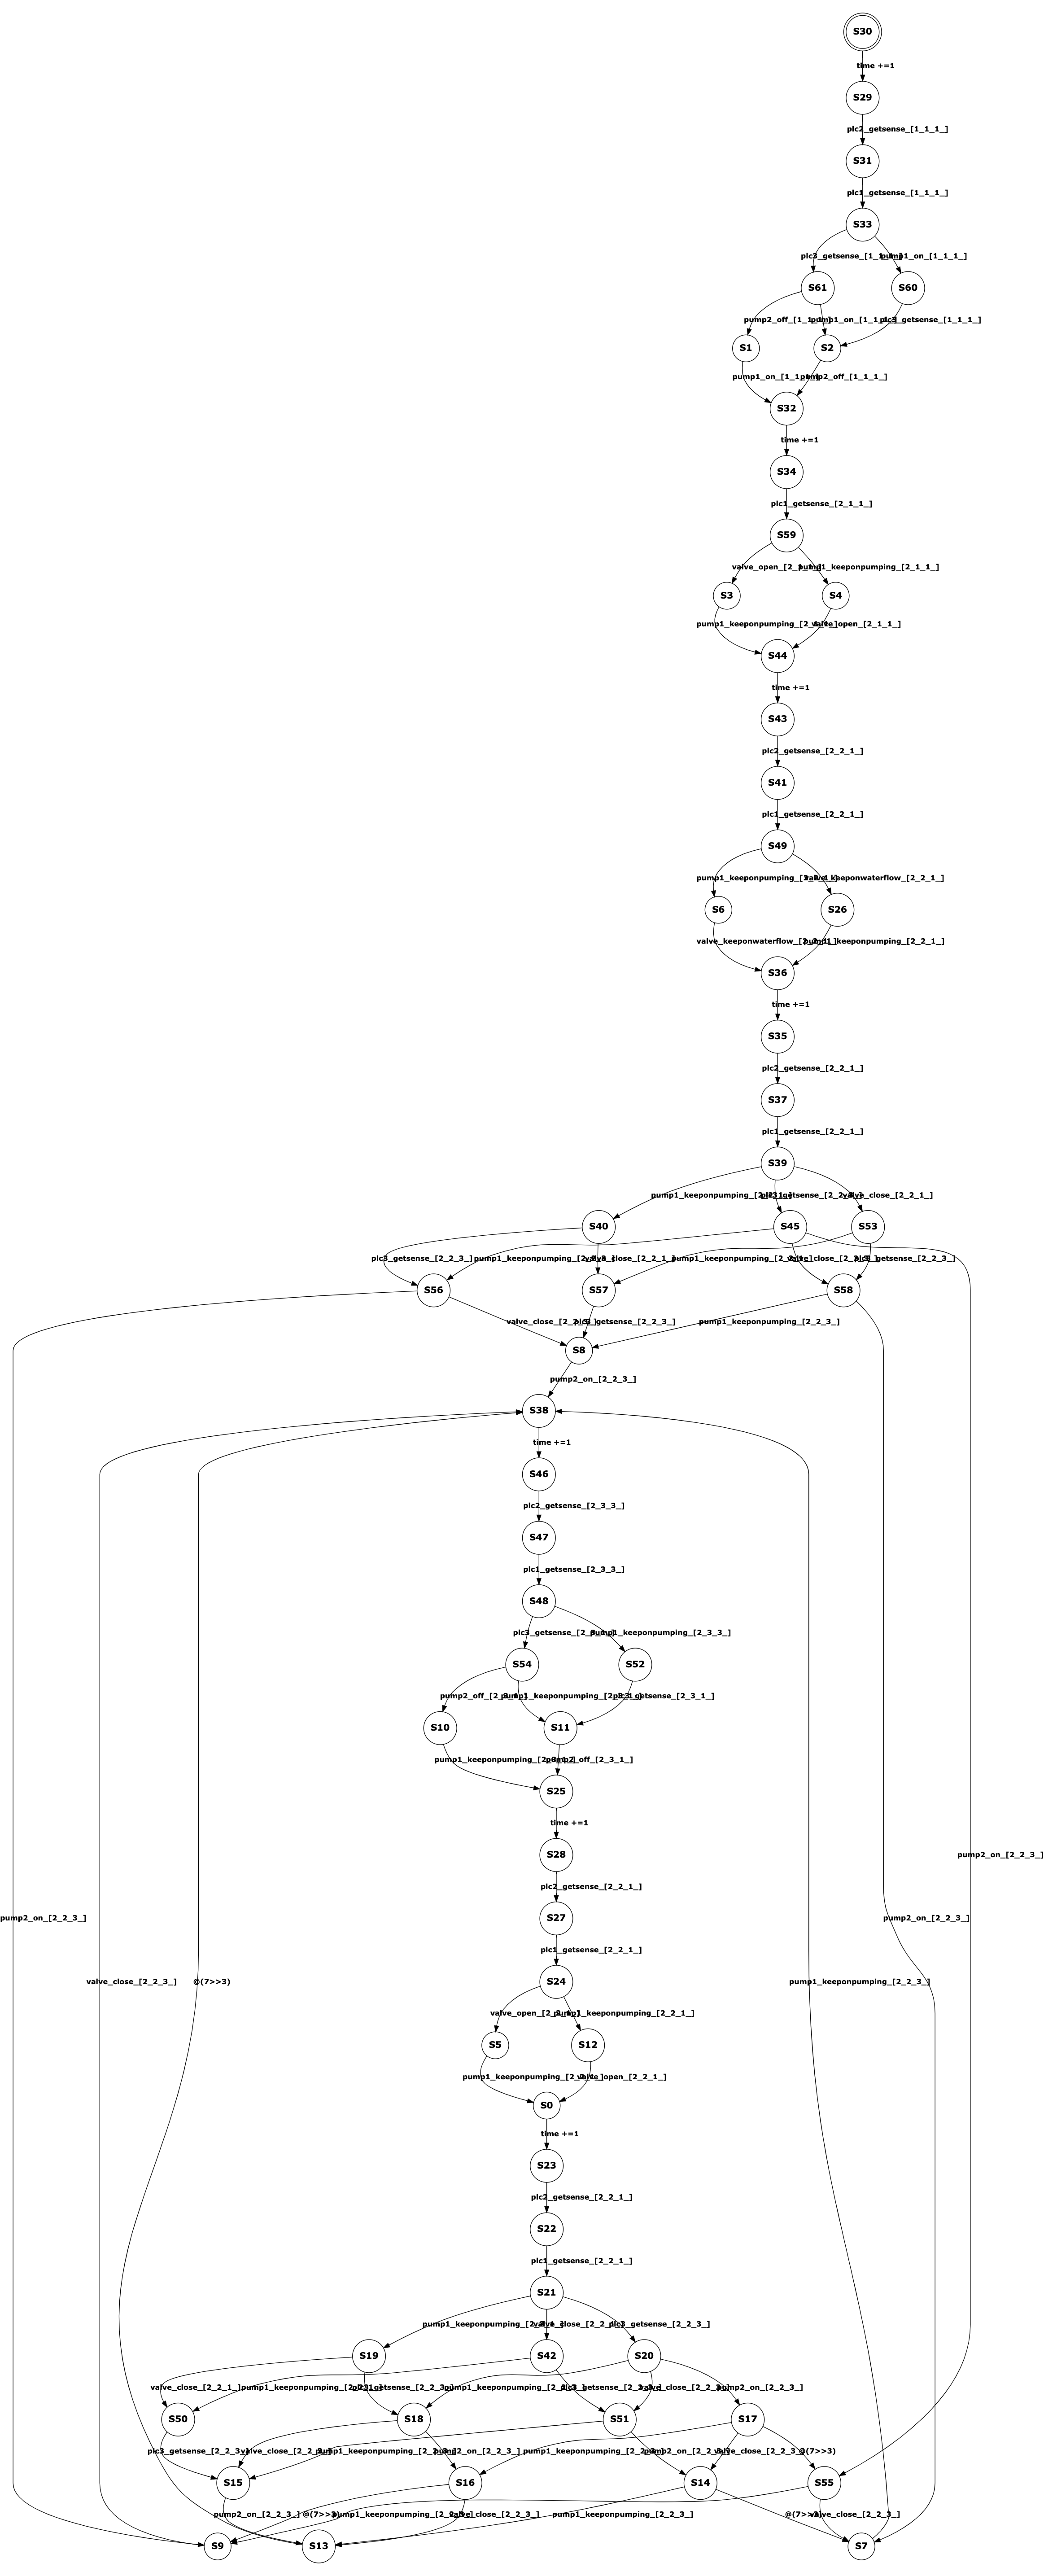 S30
time +=1
S29
plc2_getsense_[1_1_1_]
S31
plc1_getsense_[1_1_1_]
S33
plc3_getsense_[1_1_1_] pump1_on_[1_1_1_]
S61 S60
pump2_off_[1_1_1_] pump1_on_[1_1_1_] plc3_getsense_[1_1_1_]
S1 S2
pump1_on_[1_1_1_] pump2_off_[1_1_1_]
S32
time +=1
S34
plc1_getsense_[2_1_1_]
S59
valve_open_[2_1_1_] pump1_keeponpumping_[2_1_1_]
S3 S4
pump1_keeponpumping_[2_1_1_] valve_open_[2_1_1_]
S44
time +=1
S43
plc2_getsense_[2_2_1_]
S41
plc1_getsense_[2_2_1_]
S49
pump1_keeponpumping_[2_2_1_] valve_keeponwaterflow_[2_2_1_]
S6 S26
valve_keeponwaterflow_[2_2_1_] pump1_keeponpumping_[2_2_1_]
S36
time +=1
S35
plc2_getsense_[2_2_1_]
S37
plc1_getsense_[2_2_1_]
S39
pump1_keeponpumping_[2_2_1_] plc3_getsense_[2_2_3_] valve_close_[2_2_1_]
S40 S45 S53
plc3_getsense_[2_2_3_] pump1_keeponpumping_[2_2_3_] valve_close_[2_2_1_] pump1_keeponpumping_[2_2_1_] valve_close_[2_2_3_] plc3_getsense_[2_2_3_]
S56 S57 S58
valve_close_[2_2_3_] plc3_getsense_[2_2_3_] pump1_keeponpumping_[2_2_3_]
S8
pump2_on_[2_2_3_]
S38
time +=1
S46
plc2_getsense_[2_3_3_]
S47
plc1_getsense_[2_3_3_]
S48
plc3_getsense_[2_3_1_] pump1_keeponpumping_[2_3_3_]
S54 S52
pump2_off_[2_3_1_] pump1_keeponpumping_[2_3_1_] plc3_getsense_[2_3_1_]
S10 S11
pump1_keeponpumping_[2_3_1_] pump2_off_[2_3_1_]
S25
time +=1
S28
pump2_on_[2_2_3_]
plc2_getsense_[2_2_1_]
S27
pump2_on_[2_2_3_] pump2_on_[2_2_3_]
plc1_getsense_[2_2_1_]
S24
valve_close_[2_2_3_] @(7>>3) pump1_keeponpumping_[2_2_3_]
valve_open_[2_2_1_] pump1_keeponpumping_[2_2_1_]
S5 S12
pump1_keeponpumping_[2_2_1_] valve_open_[2_2_1_]
S0
time +=1
S23
plc2_getsense_[2_2_1_]
S22
plc1_getsense_[2_2_1_]
S21
pump1_keeponpumping_[2_2_1_] valve_close_[2_2_1_] plc3_getsense_[2_2_3_]
S19 S42 S20
valve_close_[2_2_1_] pump1_keeponpumping_[2_2_1_] plc3_getsense_[2_2_3_] pump1_keeponpumping_[2_2_3_] plc3_getsense_[2_2_3_] valve_close_[2_2_3_] pump2_on_[2_2_3_]
S50 S18 S51 S17
plc3_getsense_[2_2_3_] valve_close_[2_2_3_] pump1_keeponpumping_[2_2_3_] pump2_on_[2_2_3_] pump1_keeponpumping_[2_2_3_] pump2_on_[2_2_3_] valve_close_[2_2_3_] @(7>>3)
S15 S16 S14 S55
pump2_on_[2_2_3_] @(7>>3) pump1_keeponpumping_[2_2_3_] valve_close_[2_2_3_] pump1_keeponpumping_[2_2_3_] @(7>>3) valve_close_[2_2_3_]
S9 S13 S7